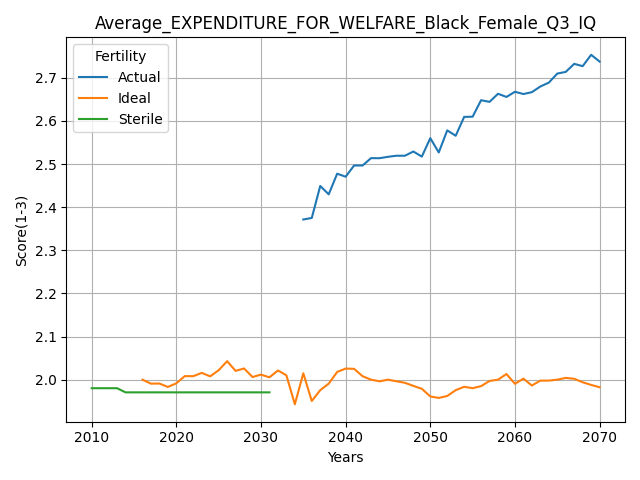 Average_EXPENDITURE_FOR_WELFARE_Black_Female_Q3_IQ
Fertility
Actual
Ideal
Sterile
Score(1-3)
2.7
2.6
2.5
2.4
2.3
2.2
2.1
2.0
2010 2020 2030 2040 2050 2060 2070
Years